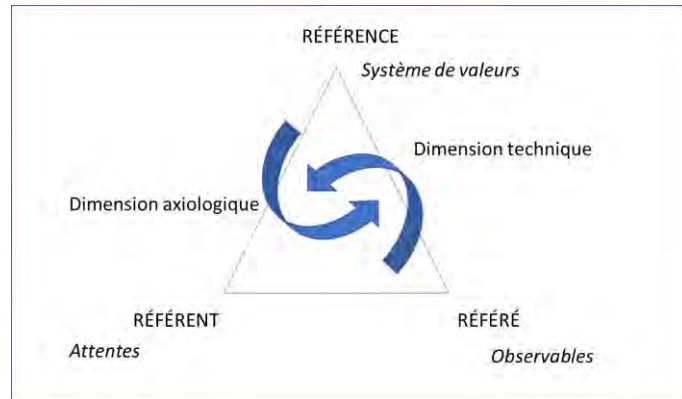 RÉFÉRENCE
Système de valeurs
Dimension technique
Dimension axiologique
RÉFÉRENT
RÉFÉRÉ
Attentes
Observables